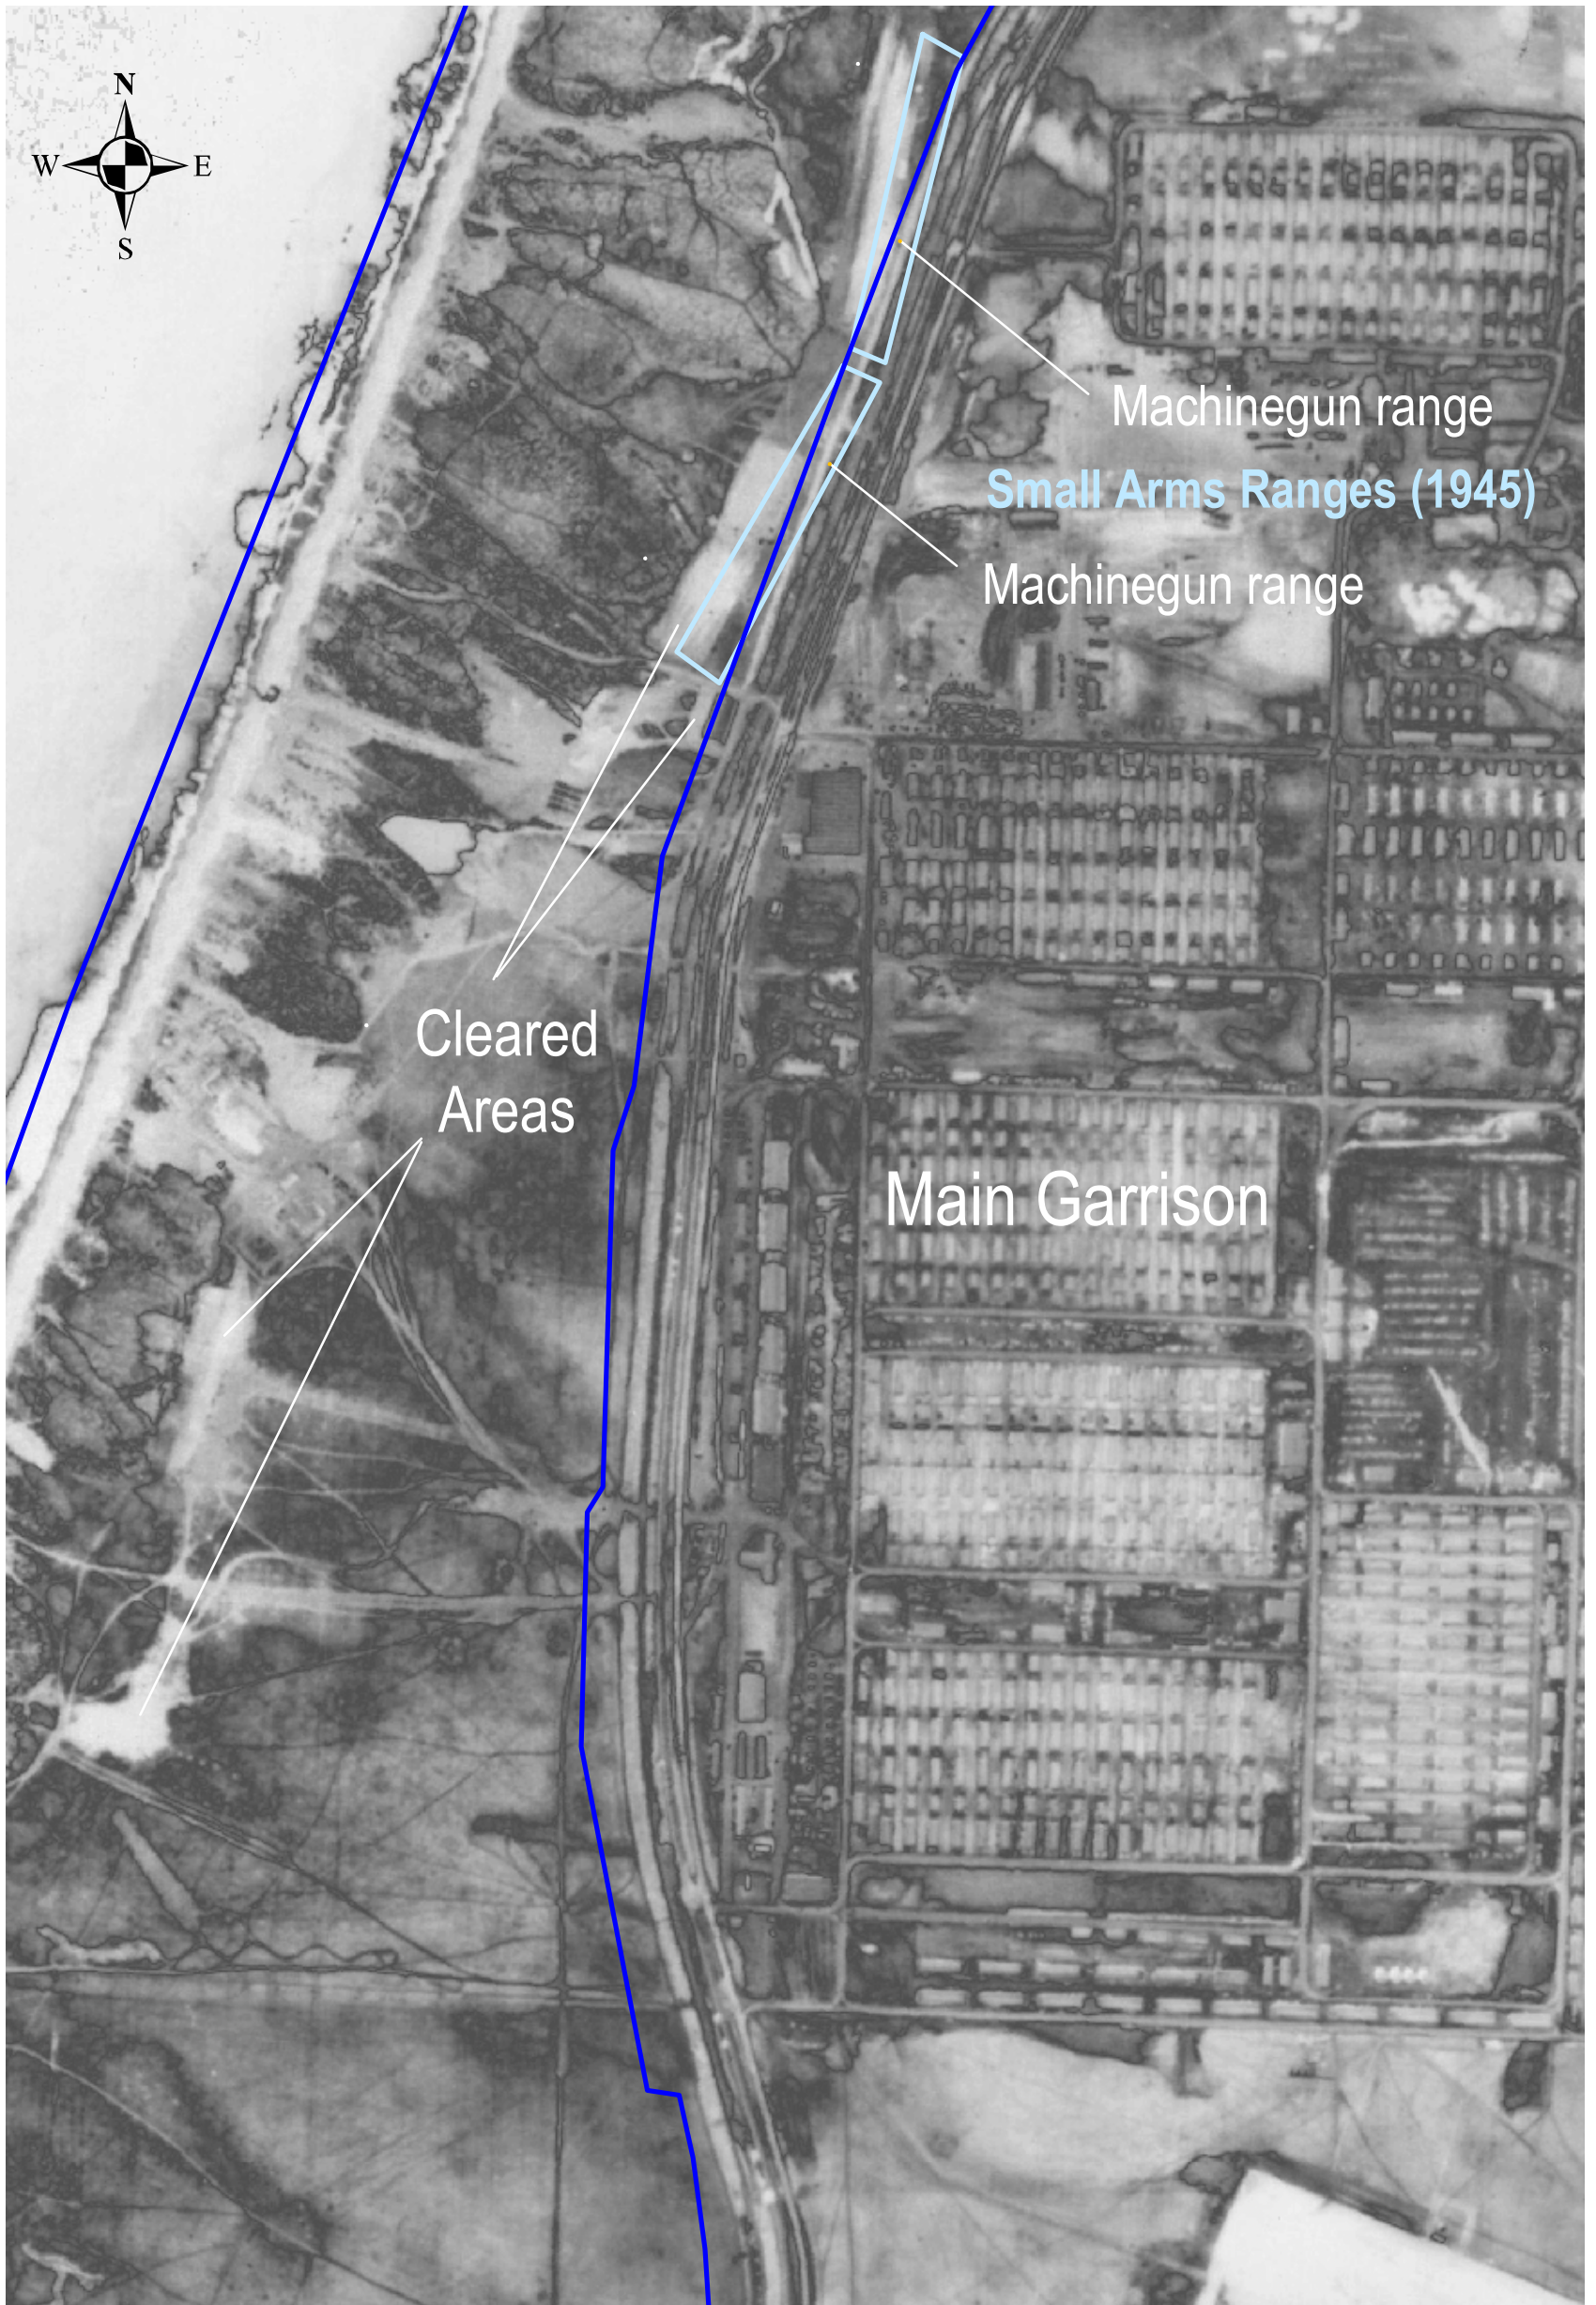 N
W E
S
Machinegun range
Small Arms Ranges (1945)
Machinegun range
Cleared
Areas
Main Garrison